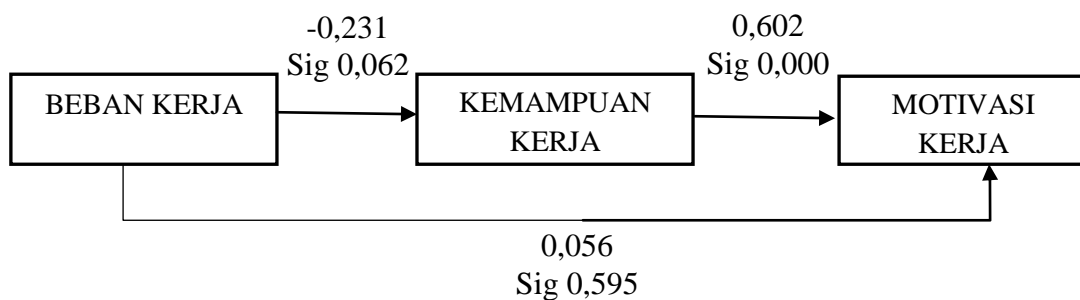 -0,231
Sig 0,062
0,602
Sig 0,000
BEBAN KERJA
KEMAMPUAN
KERJA
MOTIVASI
KERJA
0,056
Sig 0,595